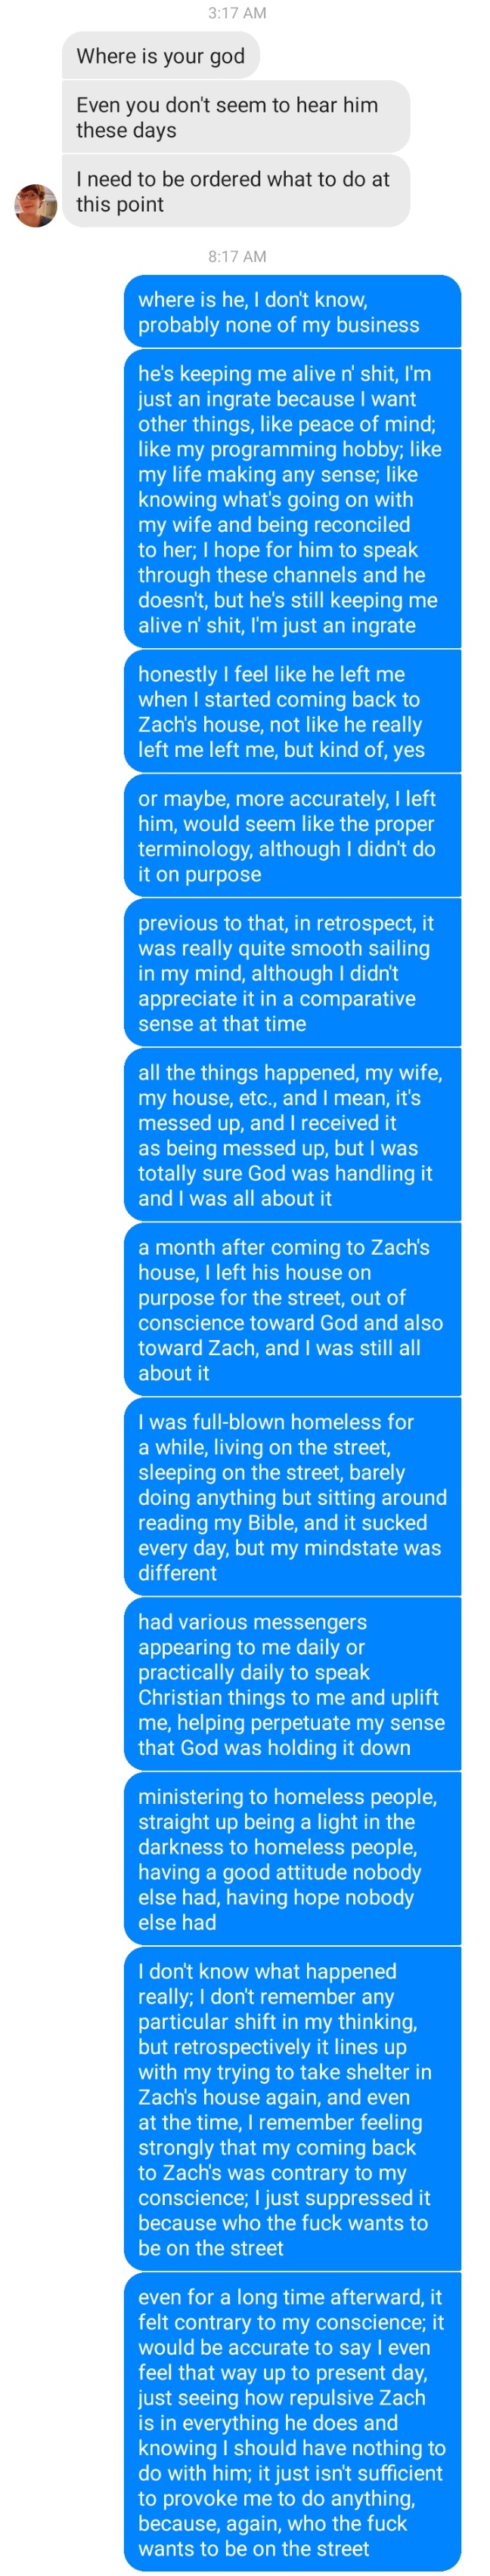 3:17 AM
Where is your god
Even you don't seem to hear him
these days
I need to be ordered what to do at
this point
8:17 AM
where is he, I don't know,
probably none of my business
he's keeping me alive n' shit, I'm
just an ingrate because I want
other things, like peace of mind;
like my programming hobby; like
my life making any sense; like
knowing what's going on with
my wife and being reconciled
to her; I hope for him to speak
through these channels and he
doesn't, but he's still keeping me
alive n' shit, I'm just an ingrate
honestly I feel like he left me
when I started coming back to
Zach's house, not like he really
left me left me, but kind of, yes
or maybe, more accurately, I left
him, would seem like the proper
terminology, although I didn't do
it on purpose
previous to that, in retrospect, it
was really quite smooth sailing
in my mind, although I didn't
appreciate it in a comparative
sense at that time
all the things happened, my wife,
my house, etc., and I mean, it's
messed up, and I received it
as being messed up, but I was
totally sure God was handling it
and I was all about it
a month after coming to Zach's
house, I left his house on
purpose for the street, out of
conscience toward God and also
toward Zach, and I was still all
about it
I was full-blown homeless for
a while, living on the street,
sleeping on the street, barely
doing anything but sitting around
reading my Bible, and it sucked
every day, but my mindstate was
different
had various messengers
appearing to me daily or
practically daily to speak
Christian things to me and uplift
me, helping perpetuate my sense
that God was holding it down
ministering to homeless people,
straight up being a light in the
darkness to homeless people,
having a good attitude nobody
else had, having hope nobody
else had
I don't know what happened
really; I don't remember any
particular shift in my thinking,
but retrospectively it lines up
with my trying to take shelter in
Zach's house again, and even
at the time, I remember feeling
strongly that my coming back
to Zach's was contrary to my
conscience; I just suppressed it
because who the fuck wants to
be on the street
even for a long time afterward, it
felt contrary to my conscience; it
would be accurate to say I even
feel that way up to present day,
just seeing how repulsive Zach
is in everything he does and
knowing I should have nothing to
do with him; it just isn't sufficient
to provoke me to do anything,
because, again, who the fuck
wants to be on the street